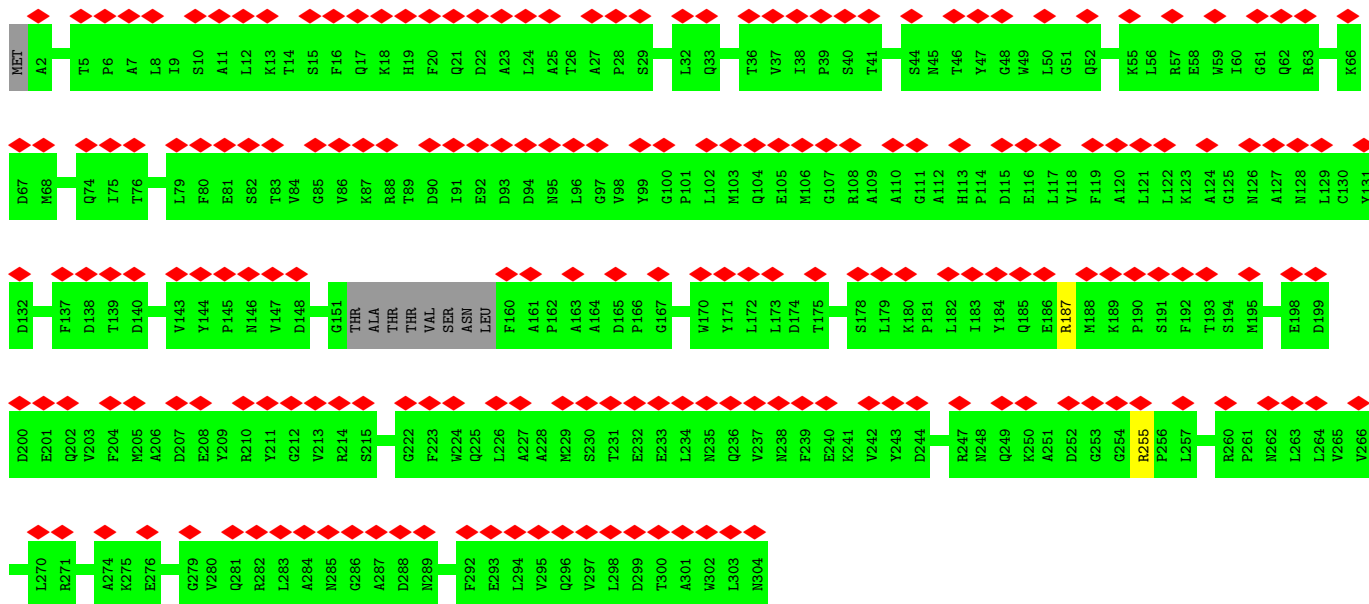 MET A2 T5 P6 A7 L8 I9 S10 A11 L12 K13 T14 S15 F16 Q17 K18 H19 F20 Q21 D22 A23 L24 A25 T26 A27 P28 S29 L32 Q33 T36 V37 I38 P39 S40 T41 S44 N45 T46 Y47 G48 W49 L50 G51 Q52 K55 L56 R57 E58 W59 I60 G61 Q62 R63 K66
D67 M68 Q74 I75 T76 L79 F80 E81 S82 T83 V84 G85 V86 K87 R88 T89 D90 I91 E92 D93 D94 N95 L96 G97 V98 Y99 G100 P101 L102 M103 Q104 E105 M106 G107 R108 A109 A110 G111 A112 H113 P114 D115 E116 L117 V118 F119 A120 L121 L122 K123 A124 G125 N126 A127 N128 L129 C130 Y131
D132 F137 D138 T139 D140 V143 Y144 P145 N146 V147 D148 G151 THR ALA THR THR VAL SER ASN LEU F160 A161 P162 A163 A164 D165 P166 G167 W170 Y171 L172 L173 D174 T175 S178 L179 K180 P181 L182 I183 Y184 Q185 E186 R187 M188 K189 P190 S191 F192 T193 S194 M195 E198 D199
D200 E201 Q202 V203 F204 M205 A206 D207 E208 Y209 R210 Y211 G212 V213 R214 S215 G222 F223 W224 Q225 L226 A227 A228 M229 S230 T231 E232 E233 L234 N235 Q236 V237 N238 F239 E240 K241 V242 Y243 D244 R247 N248 Q249 K250 A251 D252 G253 G254 R255 P256 L257 R260 P261 N262 L263 L264 V265 V266
L270 R271 A274 K275 E276 G279 V280 Q281 R282 L283 A284 N285 G286 A287 D288 N289 F292 E293 L294 V295 Q296 V297 L298 D299 T300 A301 W302 L303 N304